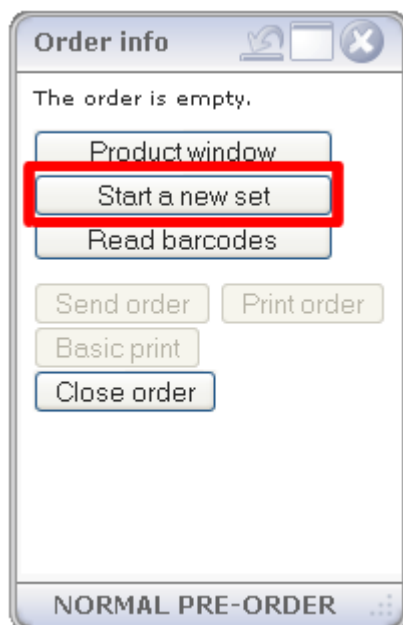 Order info
The order is empty.
Product window
Start a new set
Read barcodes
Send order Print order
Basic print
Close order
NORMAL PRE-ORDER